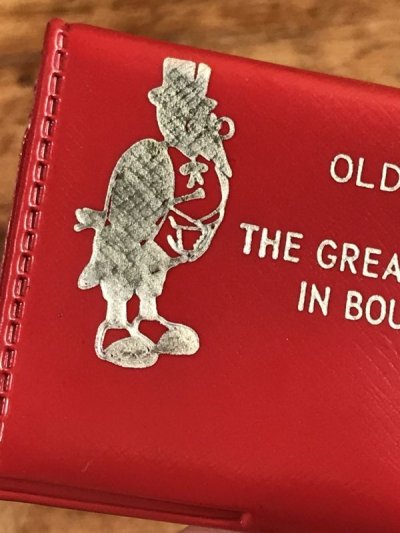 OLD
THE GREA
IN BOU